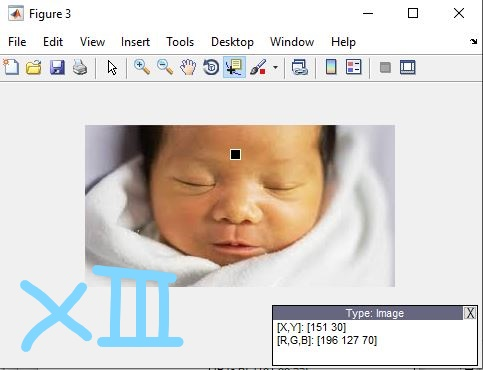 Figure 3
File Edit View Insert Tools Desktop Window Help
XIII
Type: Image X
[X,Y]: [151 30]
[R,G,B]: [196 127 70]